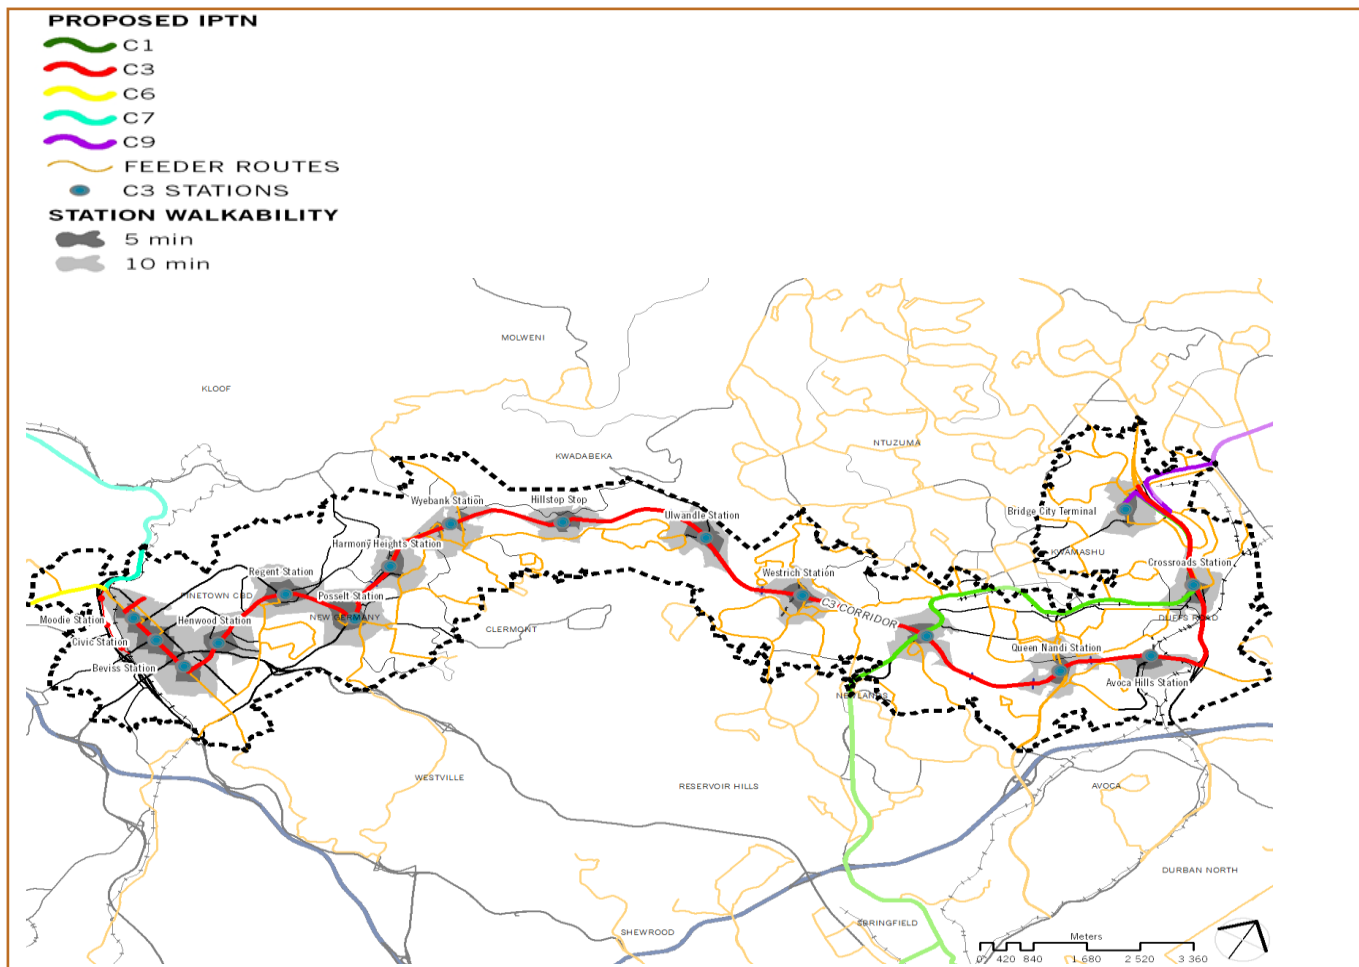 PROPOSED IPTN
C1
C3
C6
C7
C9
FEEDER ROUTES
C3 STATIONS
STATION WALKABILITY
5 min
10 min
MOLWENI
KLOOF
NTUZUMA
KWADABEKA
Wyebank Station
Hillstop Stop
Ulwandle Station
Bridge City Terminal
Harmony Heights Station
KWAMASHU
Crossroads Station
Regent Station
Westrich Station
PINETOWN CBD
Posselt Station
C3 CORRIDOR
Moodie Station
Henwood Station
NEW GERMANY
DUFFS ROAD
CLERMONT
Civic Station
Queen Nandi Station
Beviss Station
Avoca Hills Station
NEWLANDS
WESTVILLE
RESERVOIR HILLS
AVOCA
DURBAN NORTH
SPRINGFIELD
SHEWROOD
Meters
0 420 840 1 680 2 520 3 360